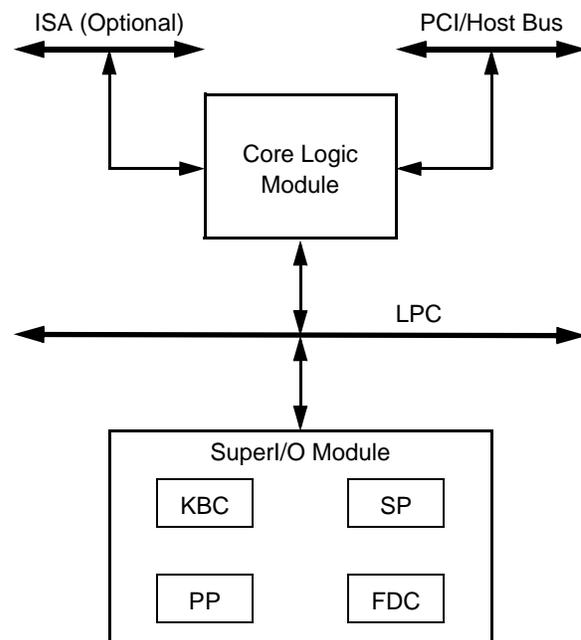 ISA (Optional)
PCI/Host Bus
Core Logic
Module
LPC
SuperI/O Module
KBC
SP
PP
FDC